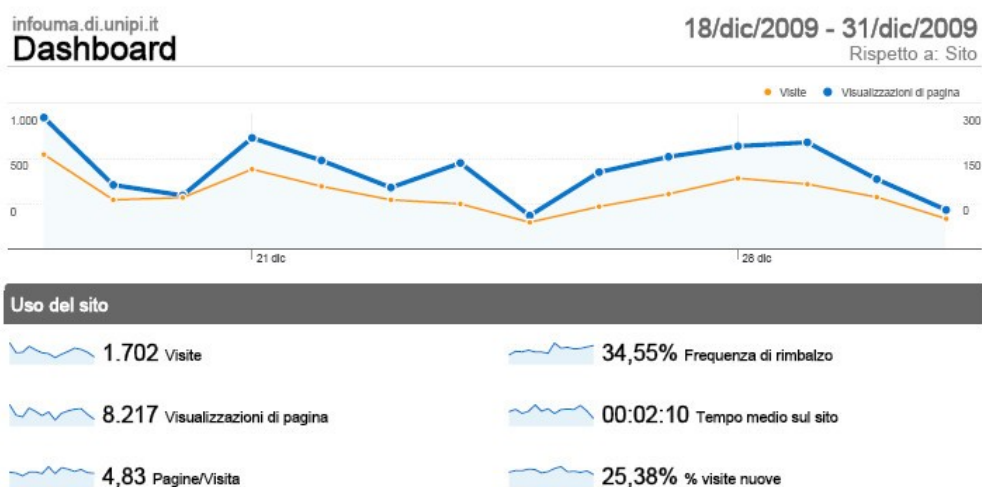 infouma.di.unipi.it
Dashboard
18/dic/2009 - 31/dic/2009
Rispetto a: Sito
Visite Visualizzazioni di pagina
1.000 300
500 150
0 0
21 dic 28 dic
Uso del sito
1.702 Visite
34,55% Frequenza di rimbalzo
8.217 Visualizzazioni di pagina
00:02:10 Tempo medio sul sito
4,83 Pagine/Visita
25,38% % visite nuove